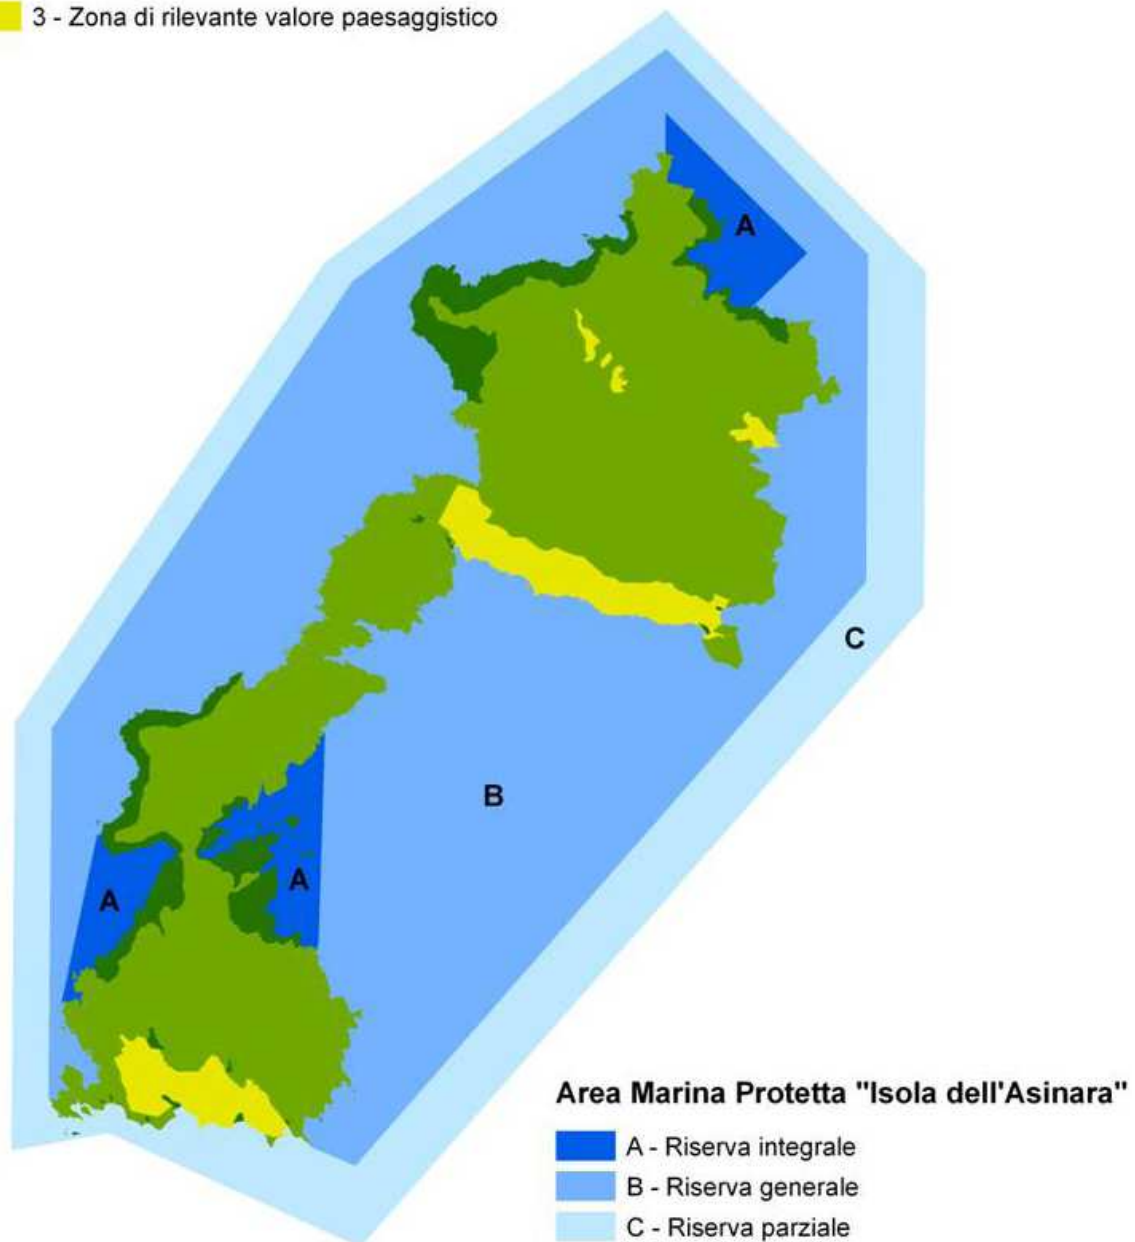 3 - Zona di rilevante valore paesaggistico
A
C
B
A
A
Area Marina Protetta "Isola dell'Asinara"
A - Riserva integrale
B - Riserva generale
C - Riserva parziale